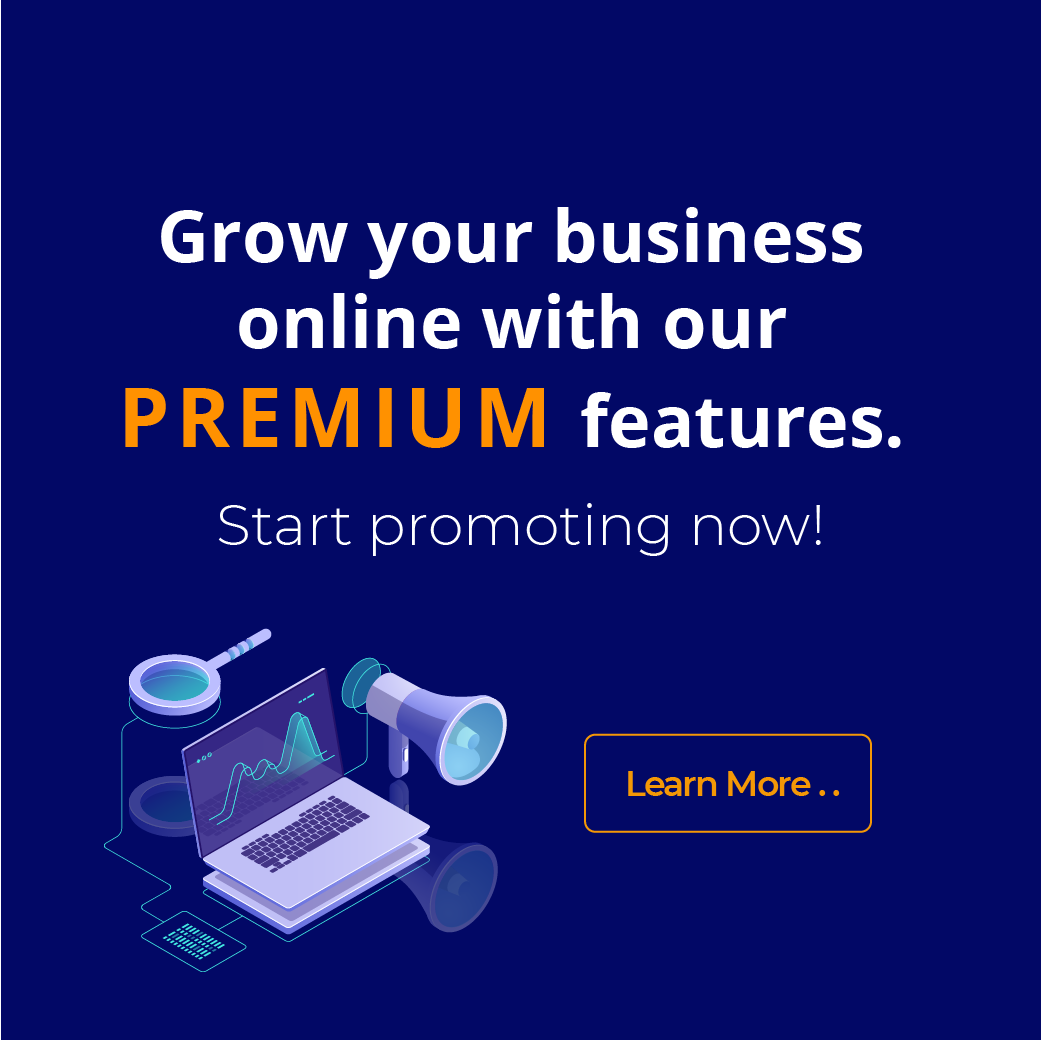 Grow your business
online with our
PREMIUM features.
Start promoting now!
Learn More . .